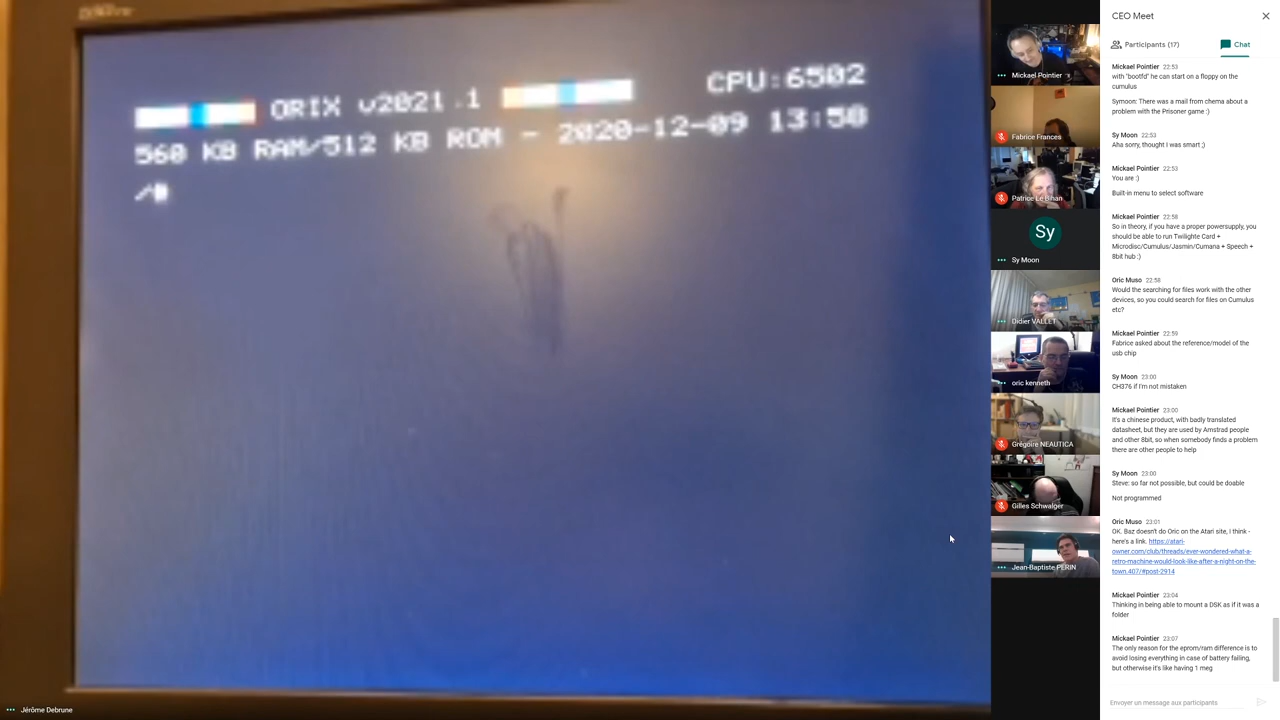 ORIX v2021.1 CPU:6502
560 KB RAM/512 KB ROM - 2020-12-09 13:58
/
Jérôme Debrune
Mickael Pointier
Fabrice Frances
Patrice Le Bihan
Sy
Sy Moon
Didier VALLET
oric kenneth
Grégoire NEAUTICA
Gilles Schwalger
Jean-Baptiste PERIN
CEO Meet
Participants (17)
Chat
Mickael Pointier 22:53
with "bootfd" he can start on a floppy on the
cumulus
Symoon: There was a mail from chema about a
problem with the Prisoner game :)
Sy Moon 22:53
Aha sorry, thought I was smart ;)
Mickael Pointier 22:53
You are :)
Built-in menu to select software
Mickael Pointier 22:58
So in theory, if you have a proper powersupply, you
should be able to run Twilighte Card +
Microdisc/Cumulus/Jasmin/Cumana + Speech +
8bit hub ;)
Oric Muso 22:58
Would the searching for files work with the other
devices, so you could search for files on Cumulus
etc?
Mickael Pointier 22:59
Fabrice asked about the reference/model of the
usb chip
Sy Moon 23:00
CH376 if I'm not mistaken
Mickael Pointier 23:00
It's a chinese product, with badly translated
datasheet, but they are used by Amstrad people
and other 8bit, so when somebody finds a problem
there are other people to help
Sy Moon 23:00
Steve: so far not possible, but could be doable
Not programmed
Oric Muso 23:01
OK. Baz doesn't do Oric on the Atari site, I think -
here's a link. https://atari-
owner.com/club/threads/ever-wondered-what-a-
retro-machine-would-look-like-after-a-night-on-the-
town.407/#post-2914
Mickael Pointier 23:04
Thinking in being able to mount a DSK as if it was a
folder
Mickael Pointier 23:07
The only reason for the eprom/ram difference is to
avoid losing everything in case of battery failing,
but otherwise it's like having 1 meg
Envoyer un message aux participants